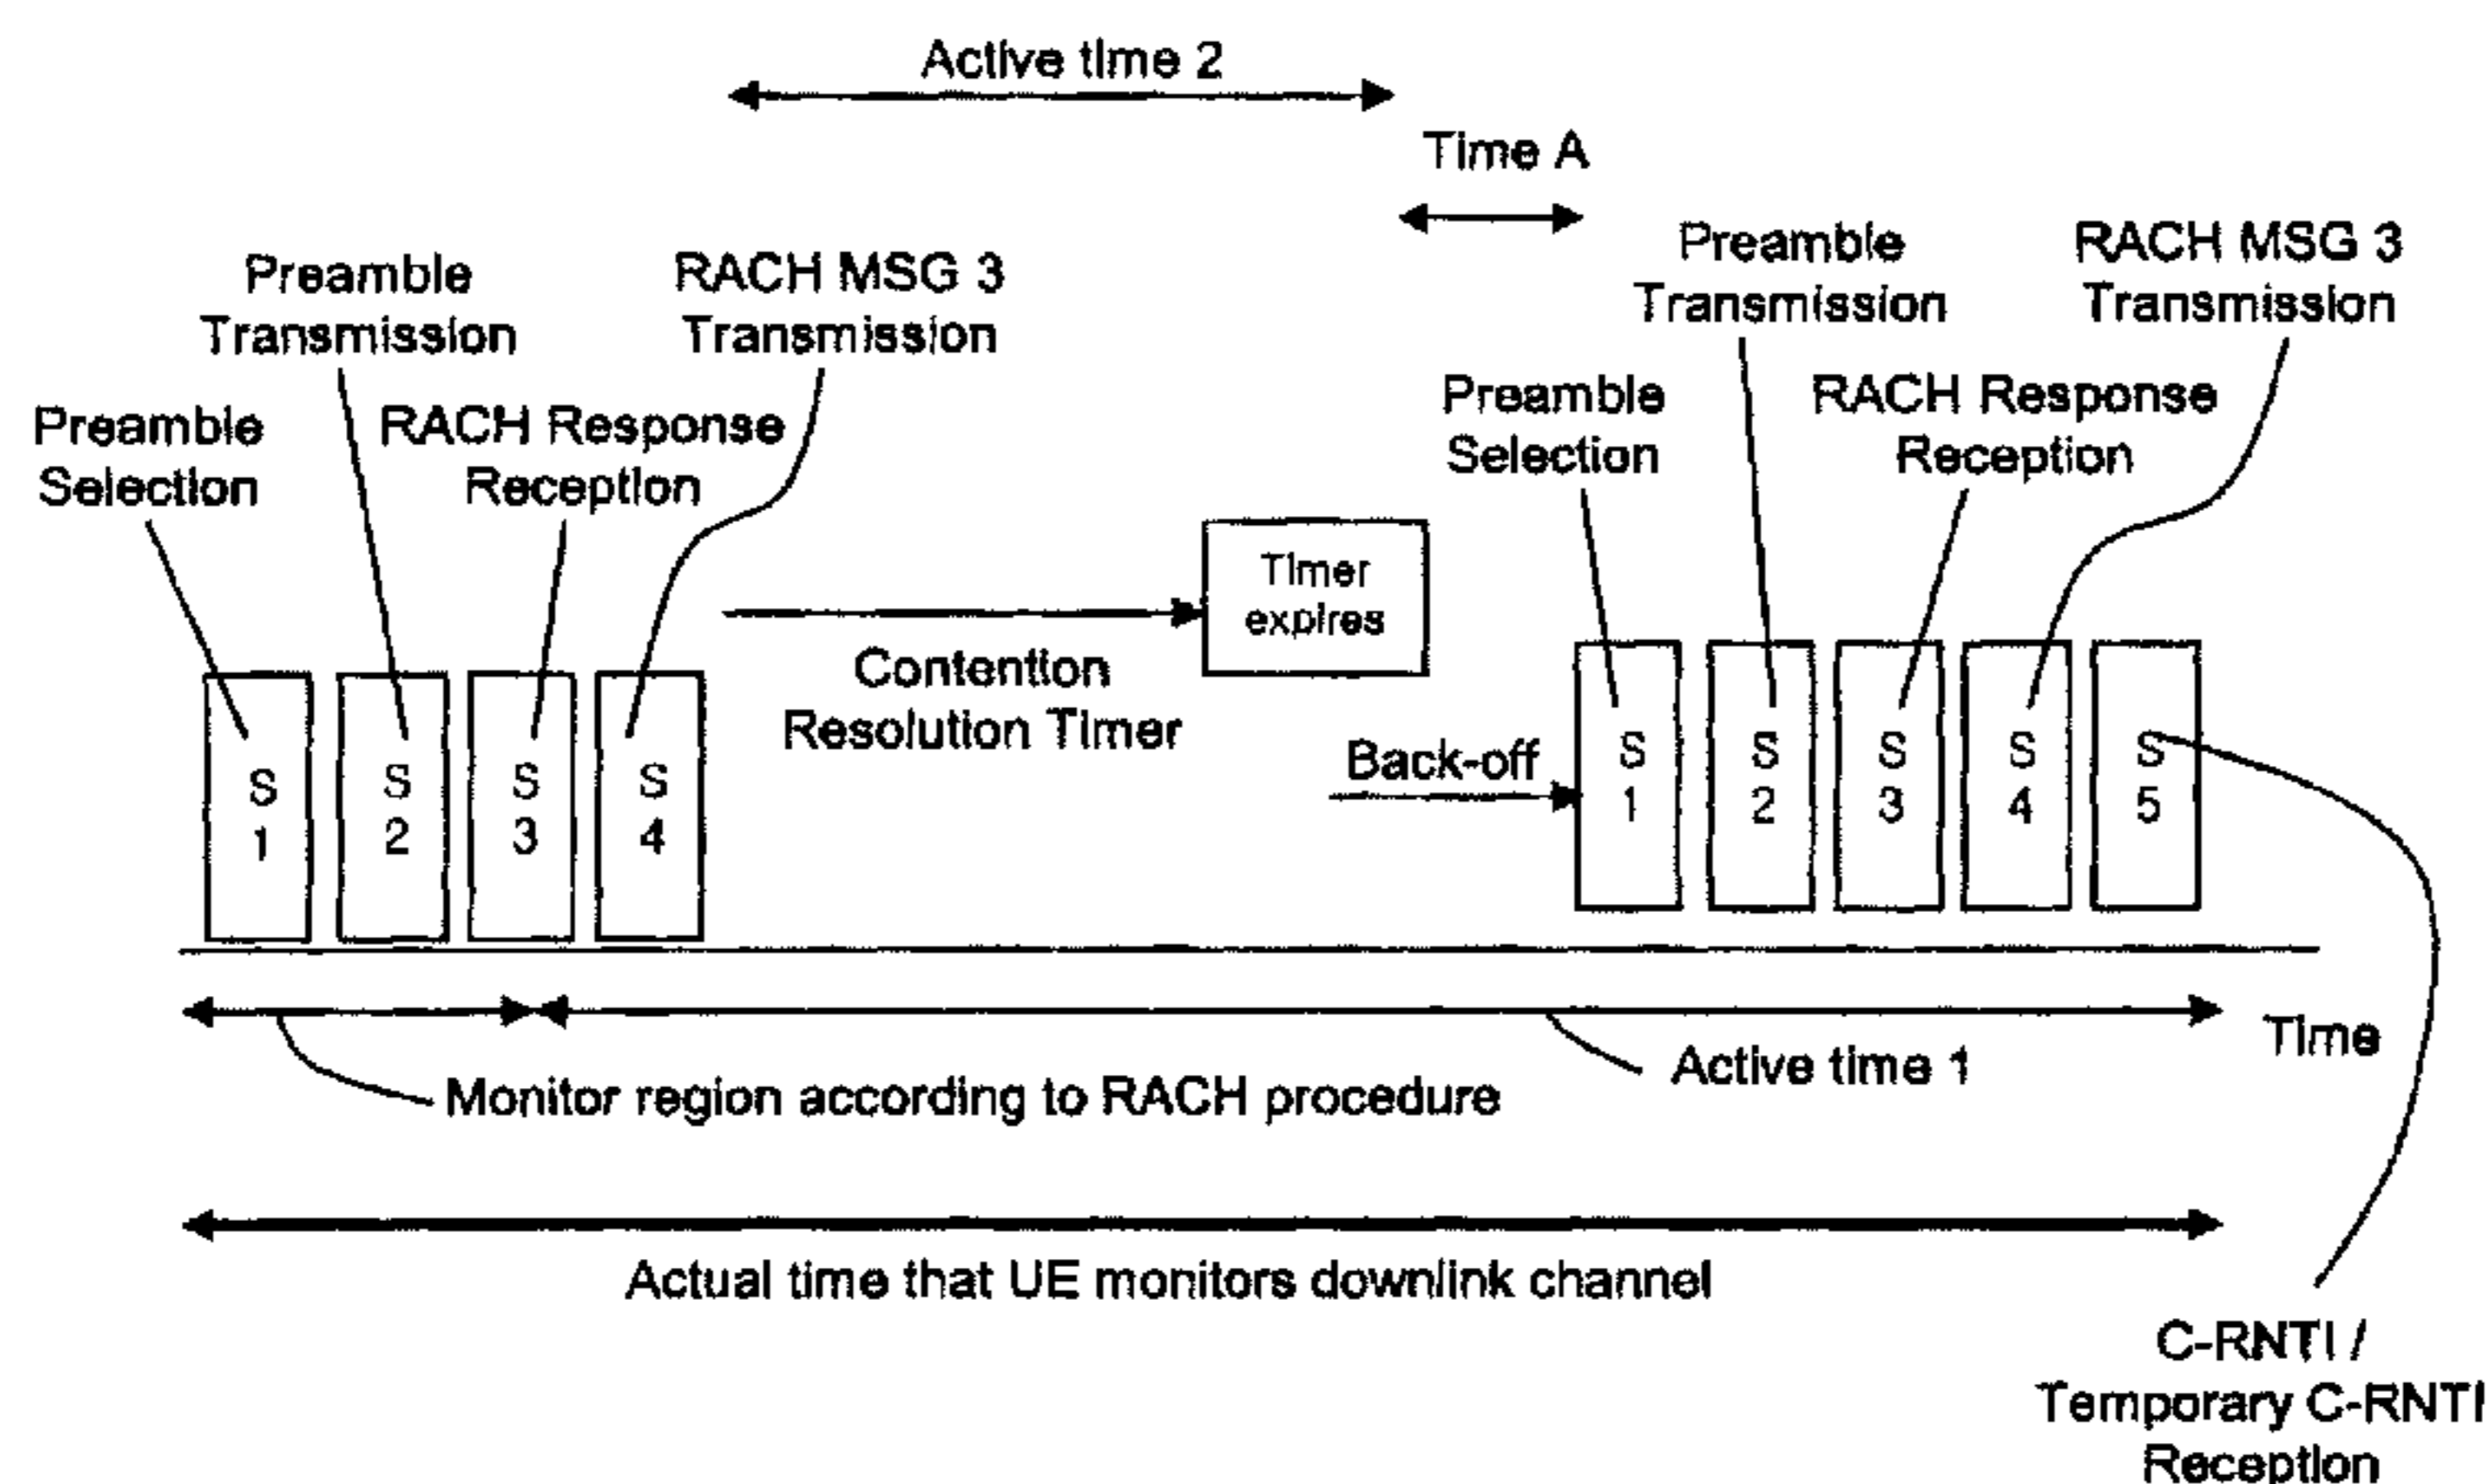 Active time 2
Time A
Preamble
Transmission
RACH MSG 3
Transmission
Preamble
Transmission
RACH MSG 3
Transmission
Preamble
Selection
RACH Response
Reception
Preamble
Selection
RACH Response
Reception
Timer
expires
Contention
Resolution Timer
Back-off
S
1
S
2
S
3
S
4
S
1
S
2
S
3
S
4
S
5
Time
Active time 1
Monitor region according to RACH procedure
Actual time that UE monitors downlink channel
C-RNTI /
Temporary C-RNTI
Reception